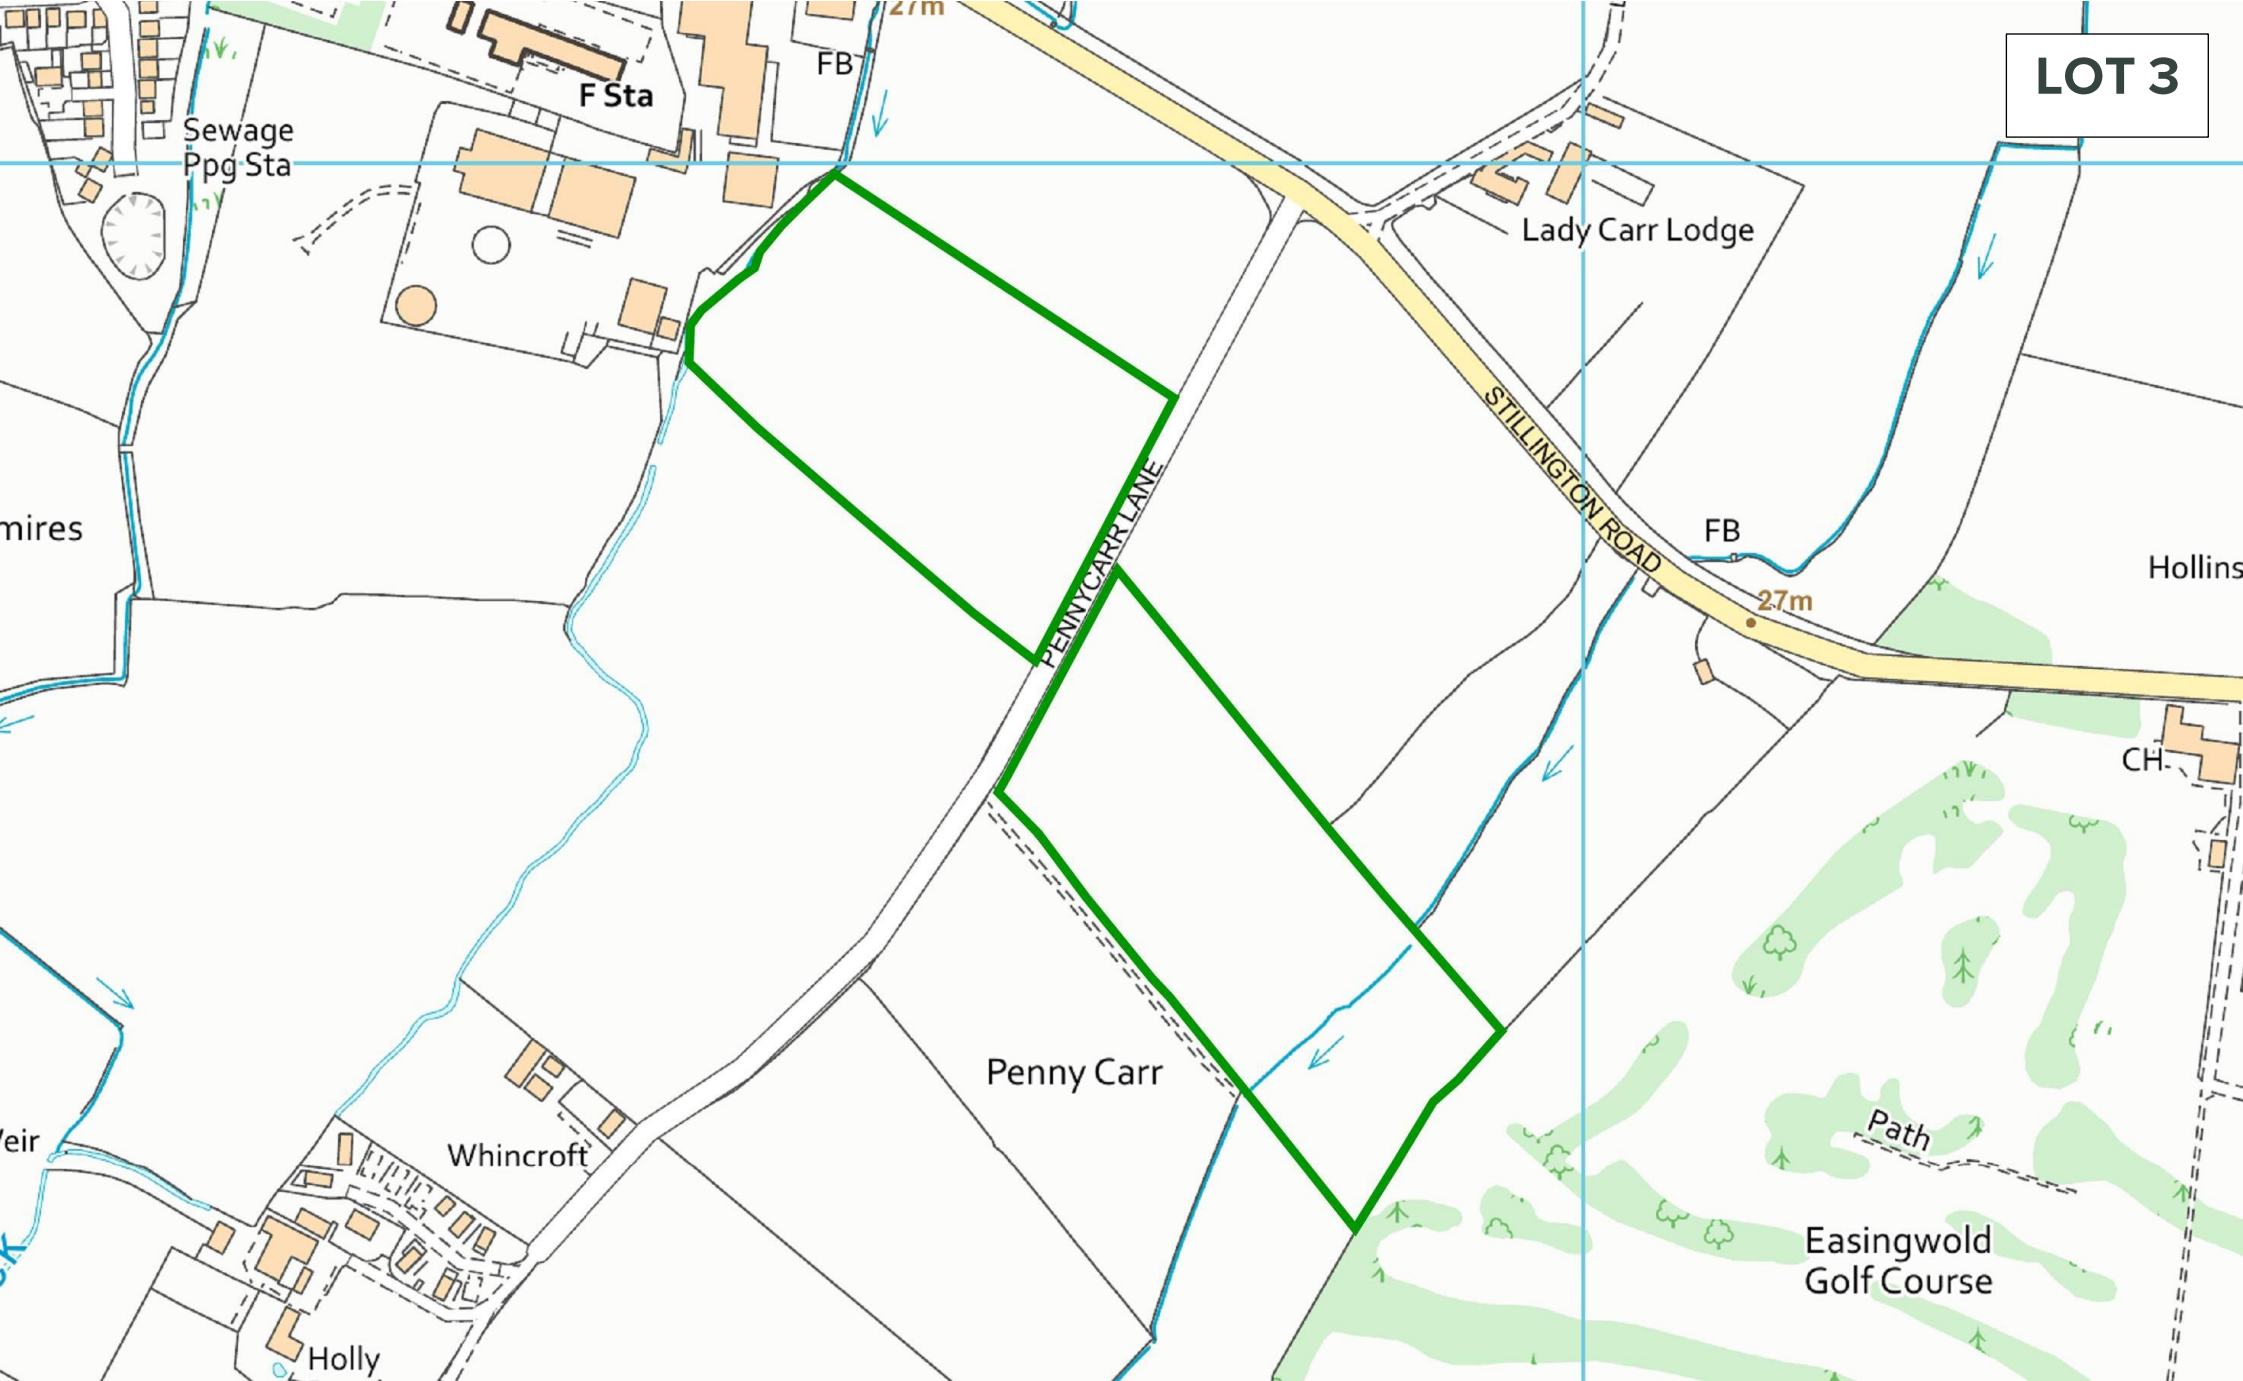 27m
LOT 3
FB
F Sta
Sewage
Ppg Sta
Lady Carr Lodge
STILLINGTON ROAD
PENNYCARR LANE
mires
FB
Hollins
27m
CH
Penny Carr
Path
eir
Whincroft
Easingwold
Golf Course
Holly